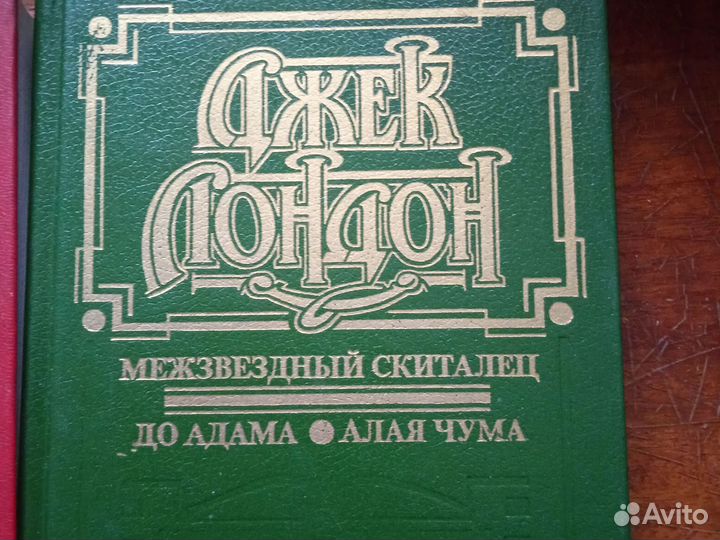 ДЖЕК
ЛОНДОН
МЕЖЗВЕЗДНЫЙ СКИТАЛЕЦ
ДО АДАМА АЛАЯ ЧУМА
Avito